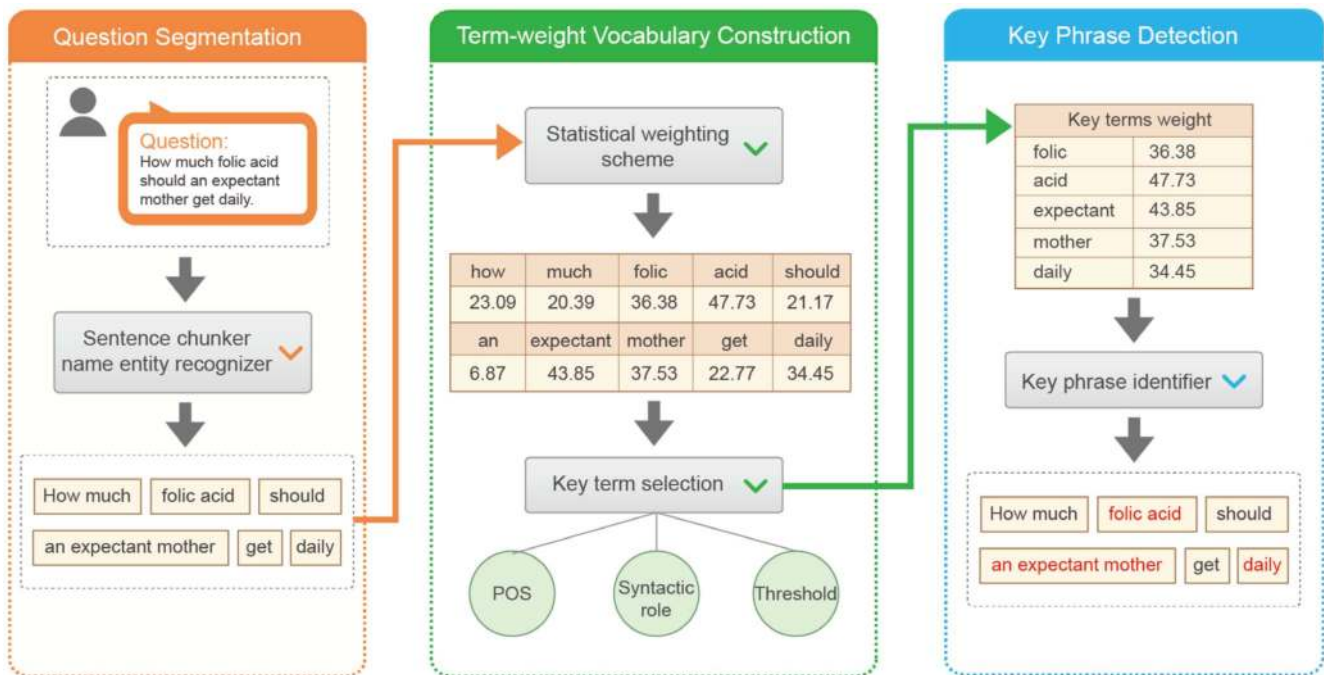 Question Segmentation
Question:
How much folic acid
should an expectant
mother get daily.
Sentence chunker
name entity recognizer
How much folic acid should
an expectant mother get daily
Term-weight Vocabulary Construction
Statistical weighting
scheme
how much folic acid should
23.09 20.39 36.38 47.73 21.17
an expectant mother get daily
6.87 43.85 37.53 22.77 34.45
Key term selection
POS
Syntactic
role
Threshold
Key Phrase Detection
Key terms weight
folic 36.38
acid 47.73
expectant 43.85
mother 37.53
daily 34.45
Key phrase identifier
How much folic acid should
an expectant mother get daily